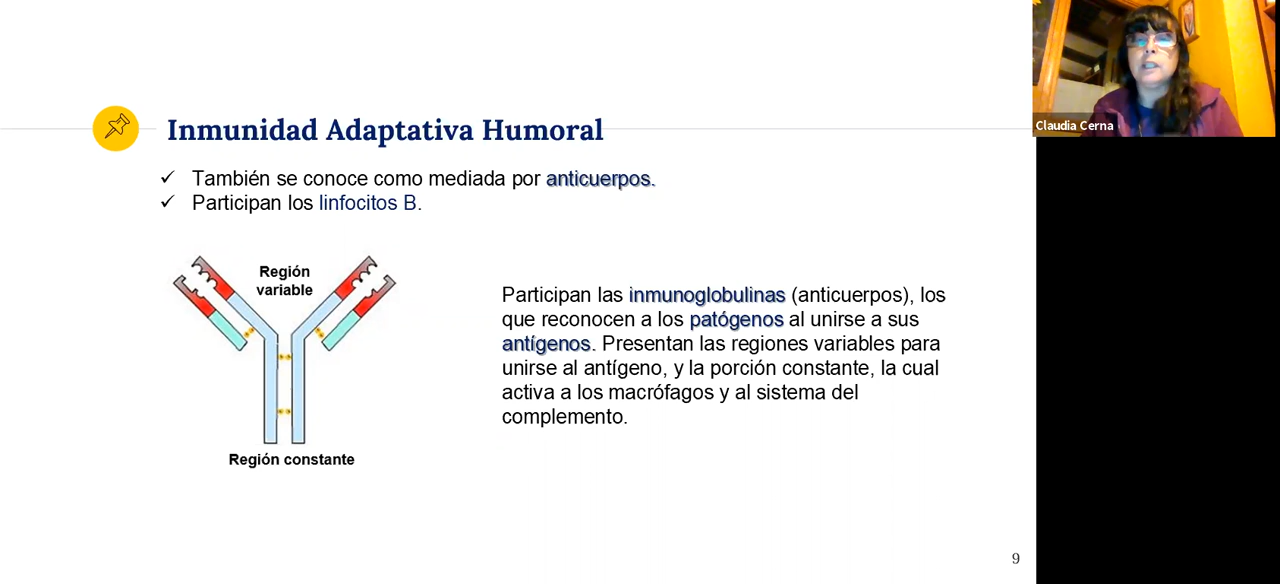 Inmunidad Adaptativa Humoral
✓ También se conoce como mediada por anticuerpos.
✓ Participan los linfocitos B.
Región
variable
Región constante
Participan las inmunoglobulinas (anticuerpos), los
que reconocen a los patógenos al unirse a sus
antígenos. Presentan las regiones variables para
unirse al antígeno, y la porción constante, la cual
activa a los macrófagos y al sistema del
complemento.
9
Claudia Cerna